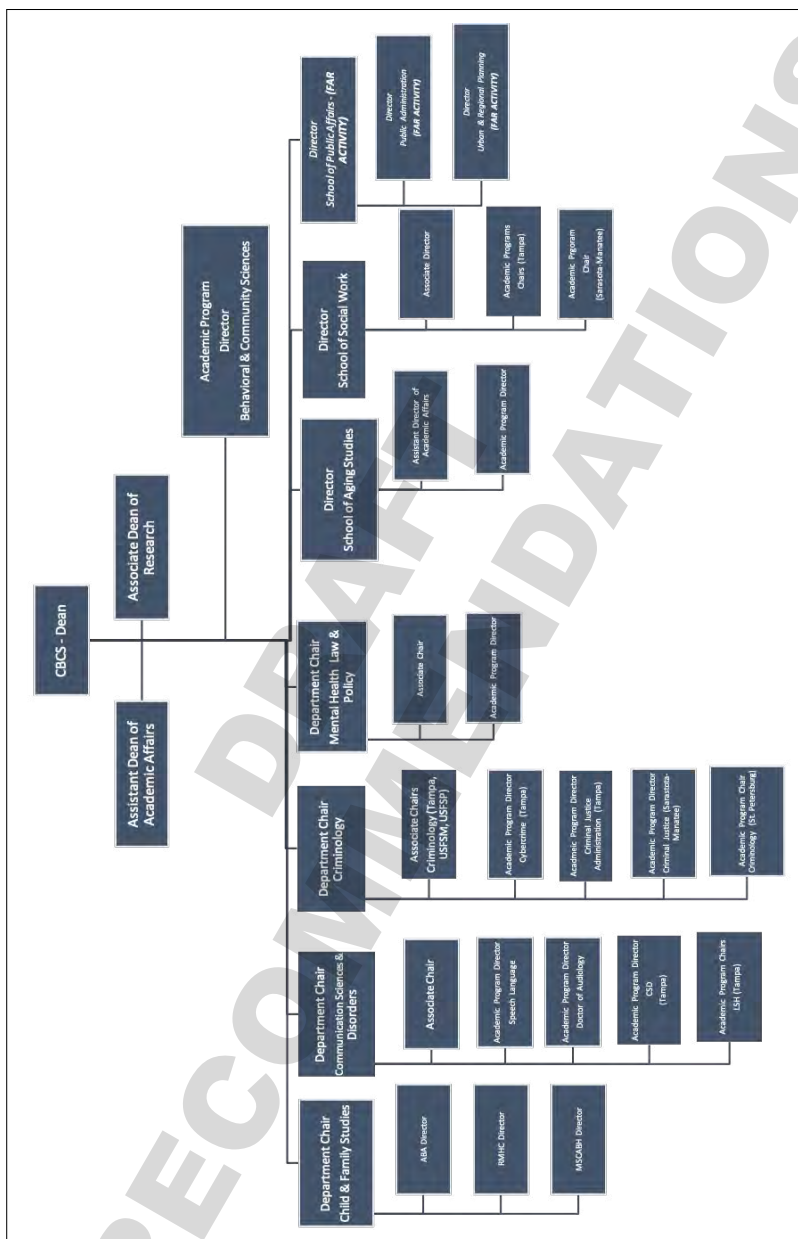 CBCS - Dean
Assistant Dean of
Academic Affairs
Associate Dean of
Research
Academic Program
Director
Behavioral & Community Sciences
Department Chair
Child & Family Studies
ABA Director
RMHC Director
MSCABH Director
Department Chair
Communication Sciences &
Disorders
Associate Chair
Academic Program Director
Speech Language
Academic Program Director
Doctor of Audiology
Academic Program Director
CSD
(Tampa)
Academic Program Chairs
LSH (Tampa)
Department Chair
Criminology
Associate Chairs
Criminology (Tampa,
USFSM, USFSP)
Academic Program Director
Cybercrime (Tampa)
Acadmeic Program Director
Criminal Justice
Administration (Tampa)
Academic Program Director
Criminal Justice (Sarastota-
Manatee)
Academic Program Chair
Criminology (St. Petersburg)
Department Chair
Mental Health Law &
Policy
Associate Chair
Academic Program Director
Director
School of Aging Studies
Assistant Director of
Academic Affairs
Academic Program Director
Director
School of Social Work
Associate Director
Academic Programs
Chairs (Tampa)
Academic Prgoram
Chair
(Sarasota-Manatee)
Director
School of Public Affairs - (FAR
ACTIVITY)
Director
Public Administration
(FAR ACTIVITY)
Director
Urban & Regional Planning
(FAR ACTIVITY)
DRAFT
RECOMMENDATIONS